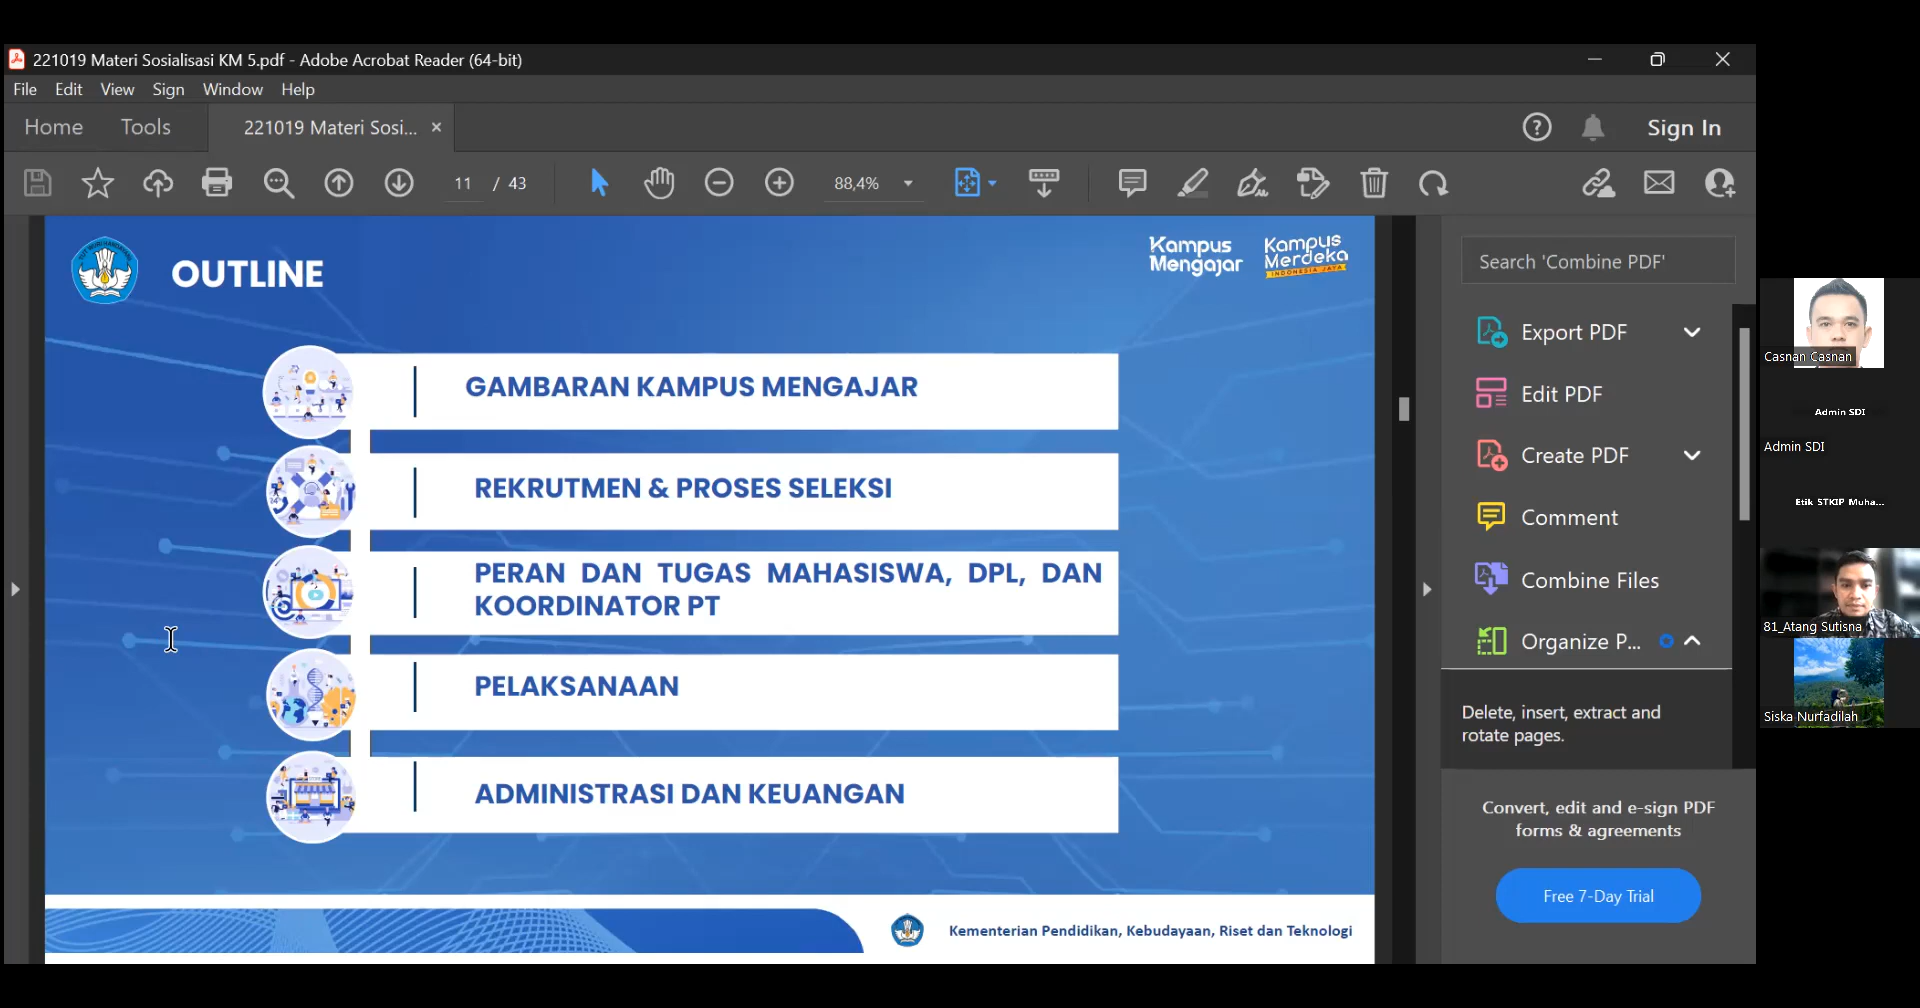 221019 Materi Sosialisasi KM 5.pdf - Adobe Acrobat Reader (64-bit)
File Edit View Sign Window Help
Home Tools 221019 Materi Sosi... × Sign In
11 / 43 88,4%
OUTLINE
Kampus Mengajar
Kampus Merdeka
INDONESIA JAYA
GAMBARAN KAMPUS MENGAJAR
REKRUTMEN & PROSES SELEKSI
PERAN DAN TUGAS MAHASISWA, DPL, DAN
KOORDINATOR PT
PELAKSANAAN
ADMINISTRASI DAN KEUANGAN
Kementerian Pendidikan, Kebudayaan, Riset dan Teknologi
Search 'Combine PDF'
Export PDF
Edit PDF
Create PDF
Comment
Combine Files
Organize P...
Delete, insert, extract and
rotate pages.
Convert, edit and e-sign PDF
forms & agreements
Free 7-Day Trial
Casnan Casnan
Admin SDI
Admin SDI
Etik STKIP Muha...
81_Atang Sutisna
Siska Nurfadilah